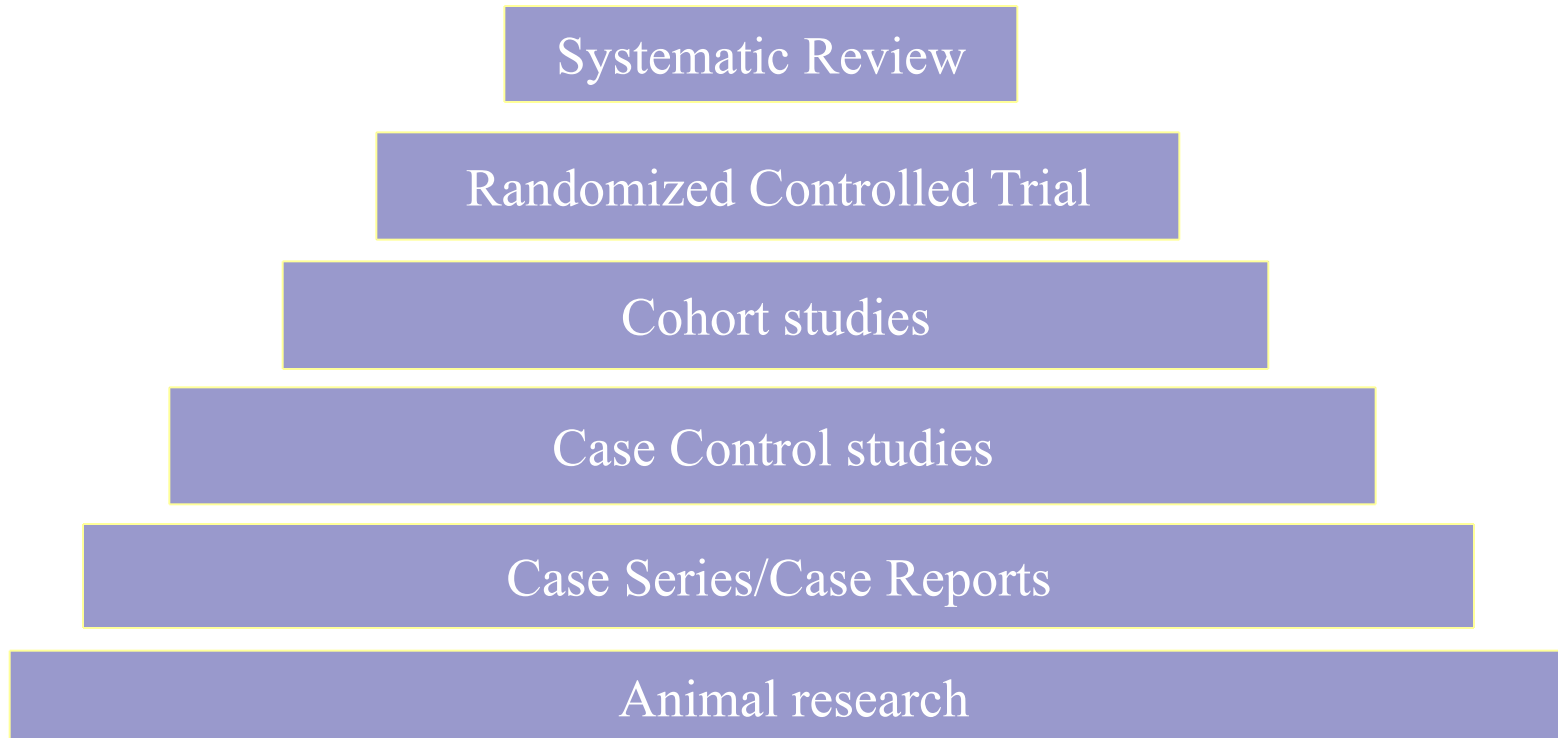 Systematic Review
Randomized Controlled Trial
Cohort studies
Case Control studies
Case Series/Case Reports
Animal research